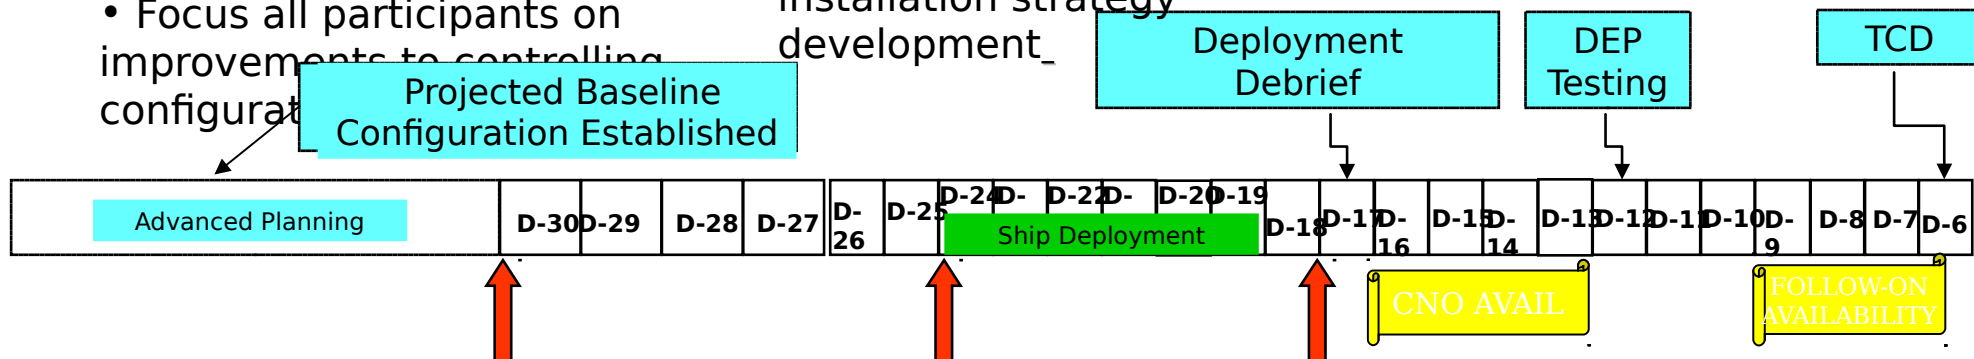 • Focus all participants on
improvements to controlling
configurat
installation strategy
development_
Projected Baseline
Configuration Established
Deployment
Debrief
DEP
Testing
TCD
Advanced Planning
D-30 D-29 D-28 D-27 D-26 D-25 D-24 D- D-22 D- D-20 D-19 D-18 D-17 D-16 D-15 D-14 D-13 D-12 D-11 D-10 D-9 D-8 D-7 D-6
Ship Deployment
CNO AVAIL
FOLLOW-ON
AVAILABILITY